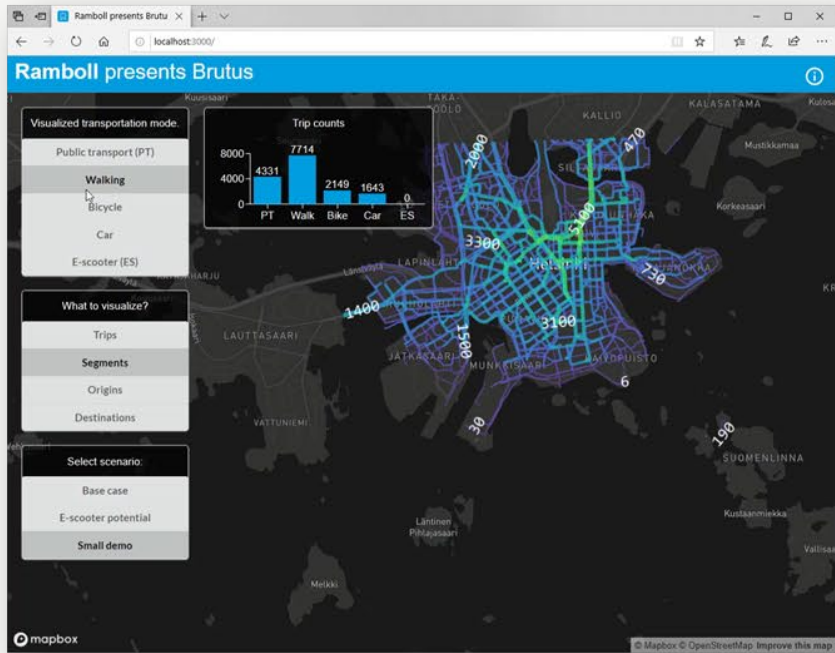 Ramboll presents Brutu
localhost:3000/
Ramboll presents Brutus
Visualized transportation mode.
Public transport (PT)
Walking
Bicycle
Car
E-scooter (ES)
What to visualize?
Trips
Segments
Origins
Destinations
Select scenario:
Base case
E-scooter potential
Small demo
Trip counts
8000
4000
0
4331
7714
2149
1643
0
PT
Walk
Bike
Car
ES
Kuusisaari
KALLIO
KALASATAMA
Mustikkamaa
Korkeasaari
2000
470
5100
3300
Helsinki
730
LAPINLAHTI
Länsiväylä
1400
1500
3100
JÄTKÄSAARI
MUNKKISAARI
6
30
190
LAUTTASAARI
VATTUNIEMI
SUOMENLINNA
Kustaanmiekka
Läntinen
Pihlajasaari
Melkki
mapbox
© Mapbox © OpenStreetMap Improve this map